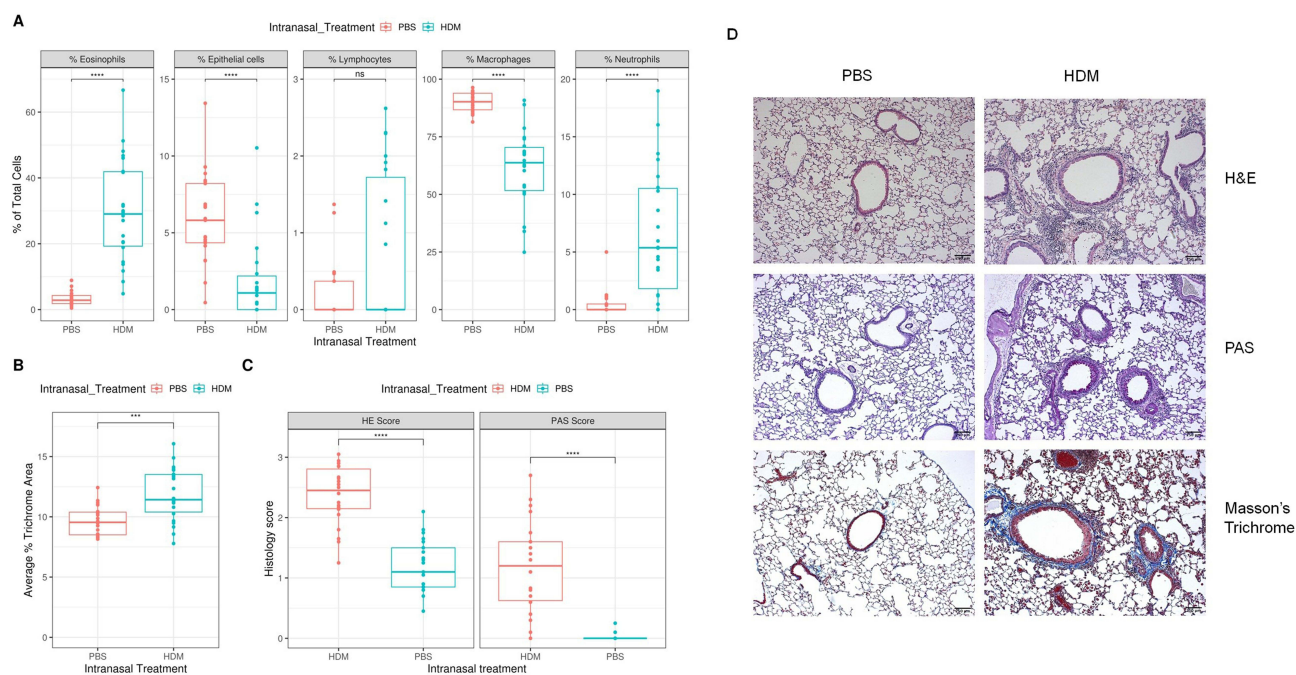 A
Intranasal_Treatment PBS HDM
% Eosinophils % Epithelial cells % Lymphocytes % Macrophages % Neutrophils
**** **** ns **** ****
% of Total Cells
60
40
20
0
15
10
5
0
3
2
1
0
100
75
50
25
0
20
15
10
5
0
PBS HDM PBS HDM PBS HDM PBS HDM PBS HDM
Intranasal Treatment
B
Intranasal_Treatment PBS HDM
***
Average % Trichrome Area
15
10
5
0
PBS HDM
Intranasal Treatment
C
Intranasal_Treatment HDM PBS
HE Score PAS Score
**** ****
Histology score
3
2
1
0
HDM PBS HDM PBS
Intranasal treatment
D
PBS HDM
H&E
PAS
Masson's
Trichrome